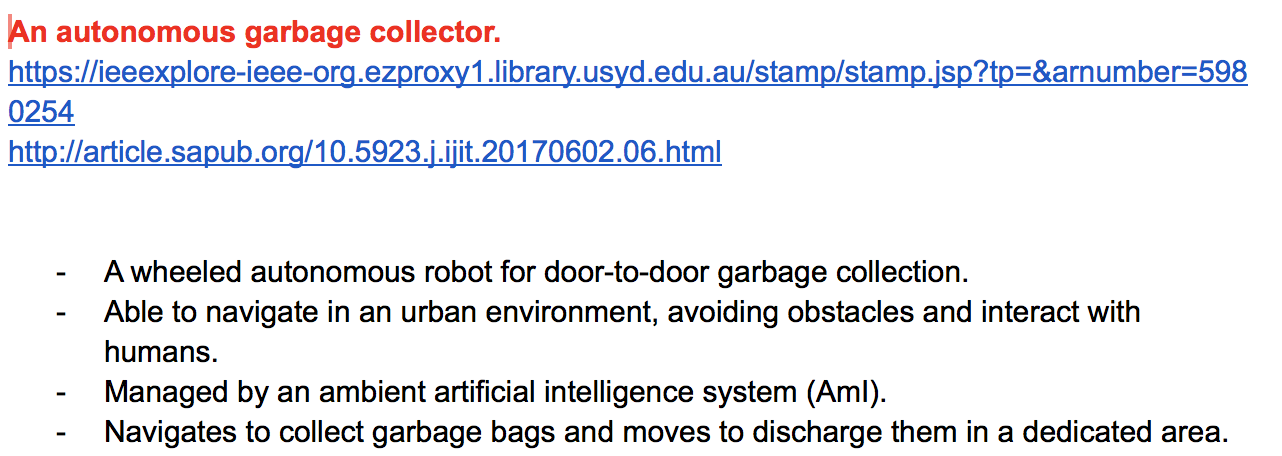 An autonomous garbage collector.
https://ieeexplore-ieee-org.ezproxy1.library.usyd.edu.au/stamp/stamp.jsp?tp=&arnumber=598
0254
http://article.sapub.org/10.5923.j.ijit.20170602.06.html
- A wheeled autonomous robot for door-to-door garbage collection.
- Able to navigate in an urban environment, avoiding obstacles and interact with
humans.
- Managed by an ambient artificial intelligence system (AmI).
- Navigates to collect garbage bags and moves to discharge them in a dedicated area.